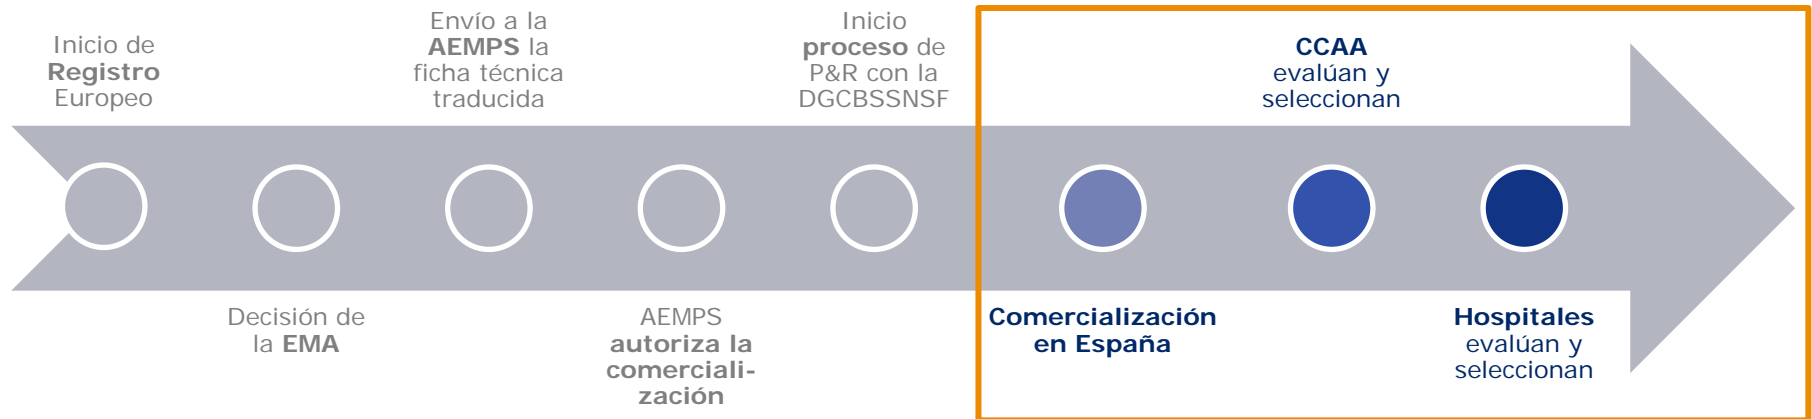 Inicio de
Registro
Europeo
Decisión de
la EMA
Envío a la
AEMPS la
ficha técnica
traducida
AEMPS
autoriza la
comerciali-
zación
Inicio
proceso de
P&R con la
DGCBSSNSF
Comercialización
en España
CCAA
evalúan y
seleccionan
Hospitales
evalúan y
seleccionan